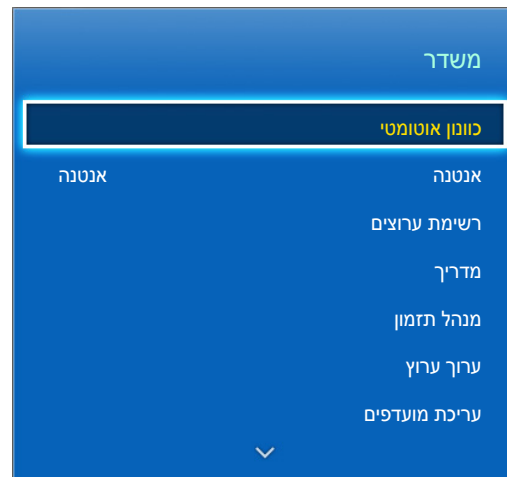 משדר
כוונון אוטומטי
אנטנה אנטנה
רשימת ערוצים
מדריך
מנהל תזמון
ערוך ערוץ
עריכת מועדפים